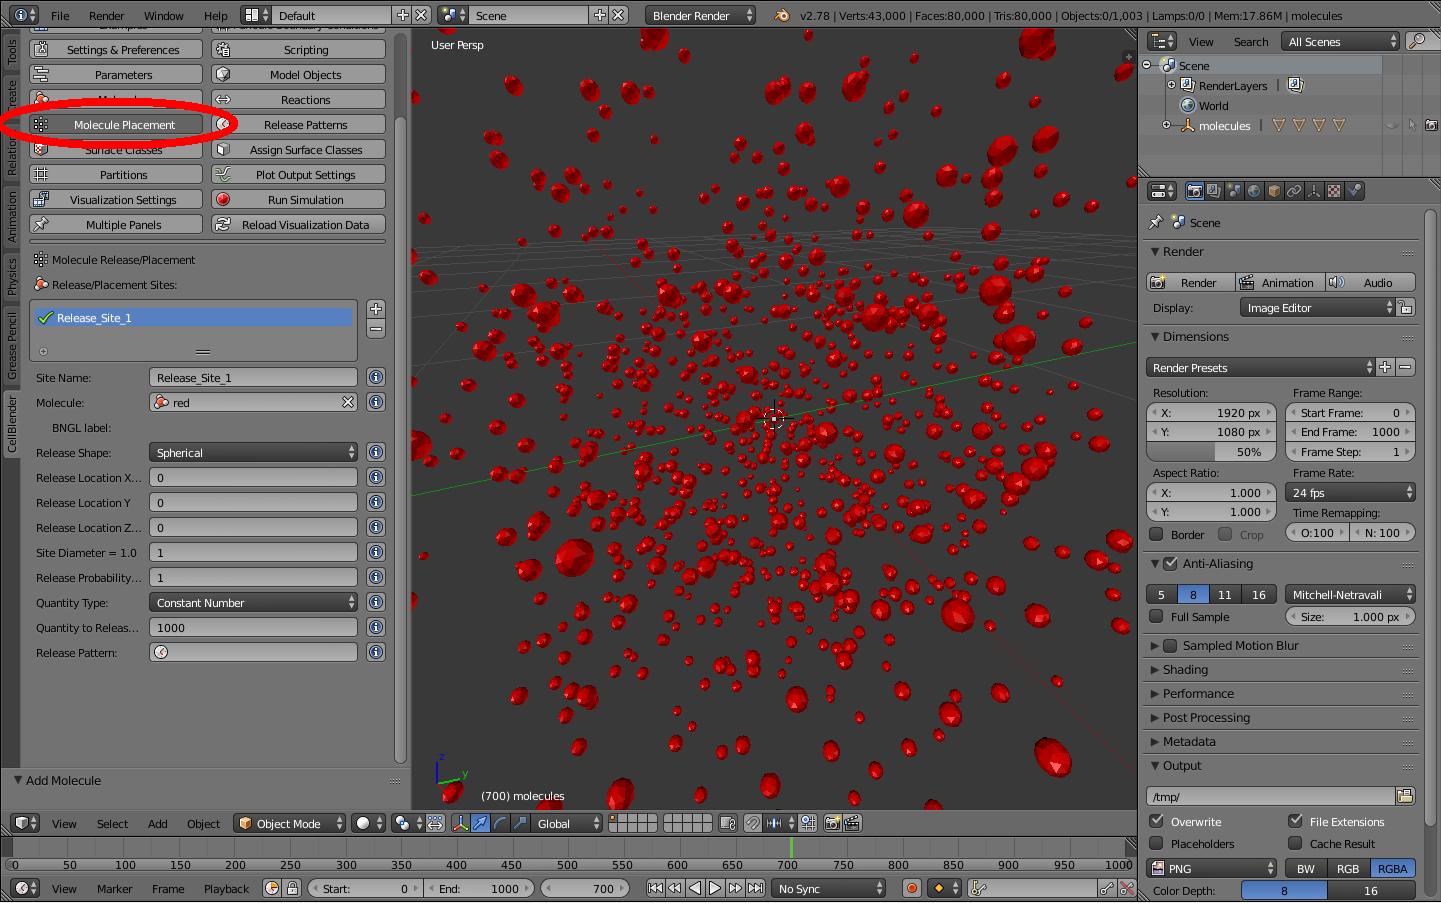 File Render Window Help Default Scene Blender Render v2.78 | Verts:43,000 | Faces:80,000 | Tris:80,000 | Objects:0/1,003 | Lamps:0/0 | Mem:17.86M | molecules
Tools
Create
Relation
Animation
Physics
Grease Pencil
CellBlender
Settings & Preferences Scripting
Parameters Model Objects
Reactions
Molecule Placement Release Patterns
Surface Classes Assign Surface Classes
Partitions Plot Output Settings
Visualization Settings Run Simulation
Multiple Panels Reload Visualization Data
Molecule Release/Placement
Release/Placement Sites:
Release_Site_1
Site Name: Release_Site_1
Molecule: red
BNGL label:
Release Shape: Spherical
Release Location X... 0
Release Location Y 0
Release Location Z... 0
Site Diameter = 1.0 1
Release Probability... 1
Quantity Type: Constant Number
Quantity to Releas... 1000
Release Pattern:
Add Molecule
User Persp
z
y
(700) molecules
View Select Add Object Object Mode Global
0 50 100 150 200 250 300 350 400 450 500 550 600 650 700 750 800 850 900 950 1000
View Marker Frame Playback Start: 0 End: 1000 700 No Sync
View Search All Scenes
Scene
RenderLayers |
World
molecules |
Scene
Render
Render Animation Audio
Display: Image Editor
Dimensions
Render Presets
Resolution: Frame Range:
X: 1920 px Start Frame: 0
Y: 1080 px End Frame: 1000
50% Frame Step: 1
Aspect Ratio: Frame Rate:
X: 1.000 24 fps
Y: 1.000 Time Remapping:
Border Crop O:100 N: 100
Anti-Aliasing
5 8 11 16 Mitchell-Netravali
Full Sample Size: 1.000 px
Sampled Motion Blur
Shading
Performance
Post Processing
Metadata
Output
/tmp/
Overwrite File Extensions
Placeholders Cache Result
PNG BW RGB RGBA
Color Depth: 8 16